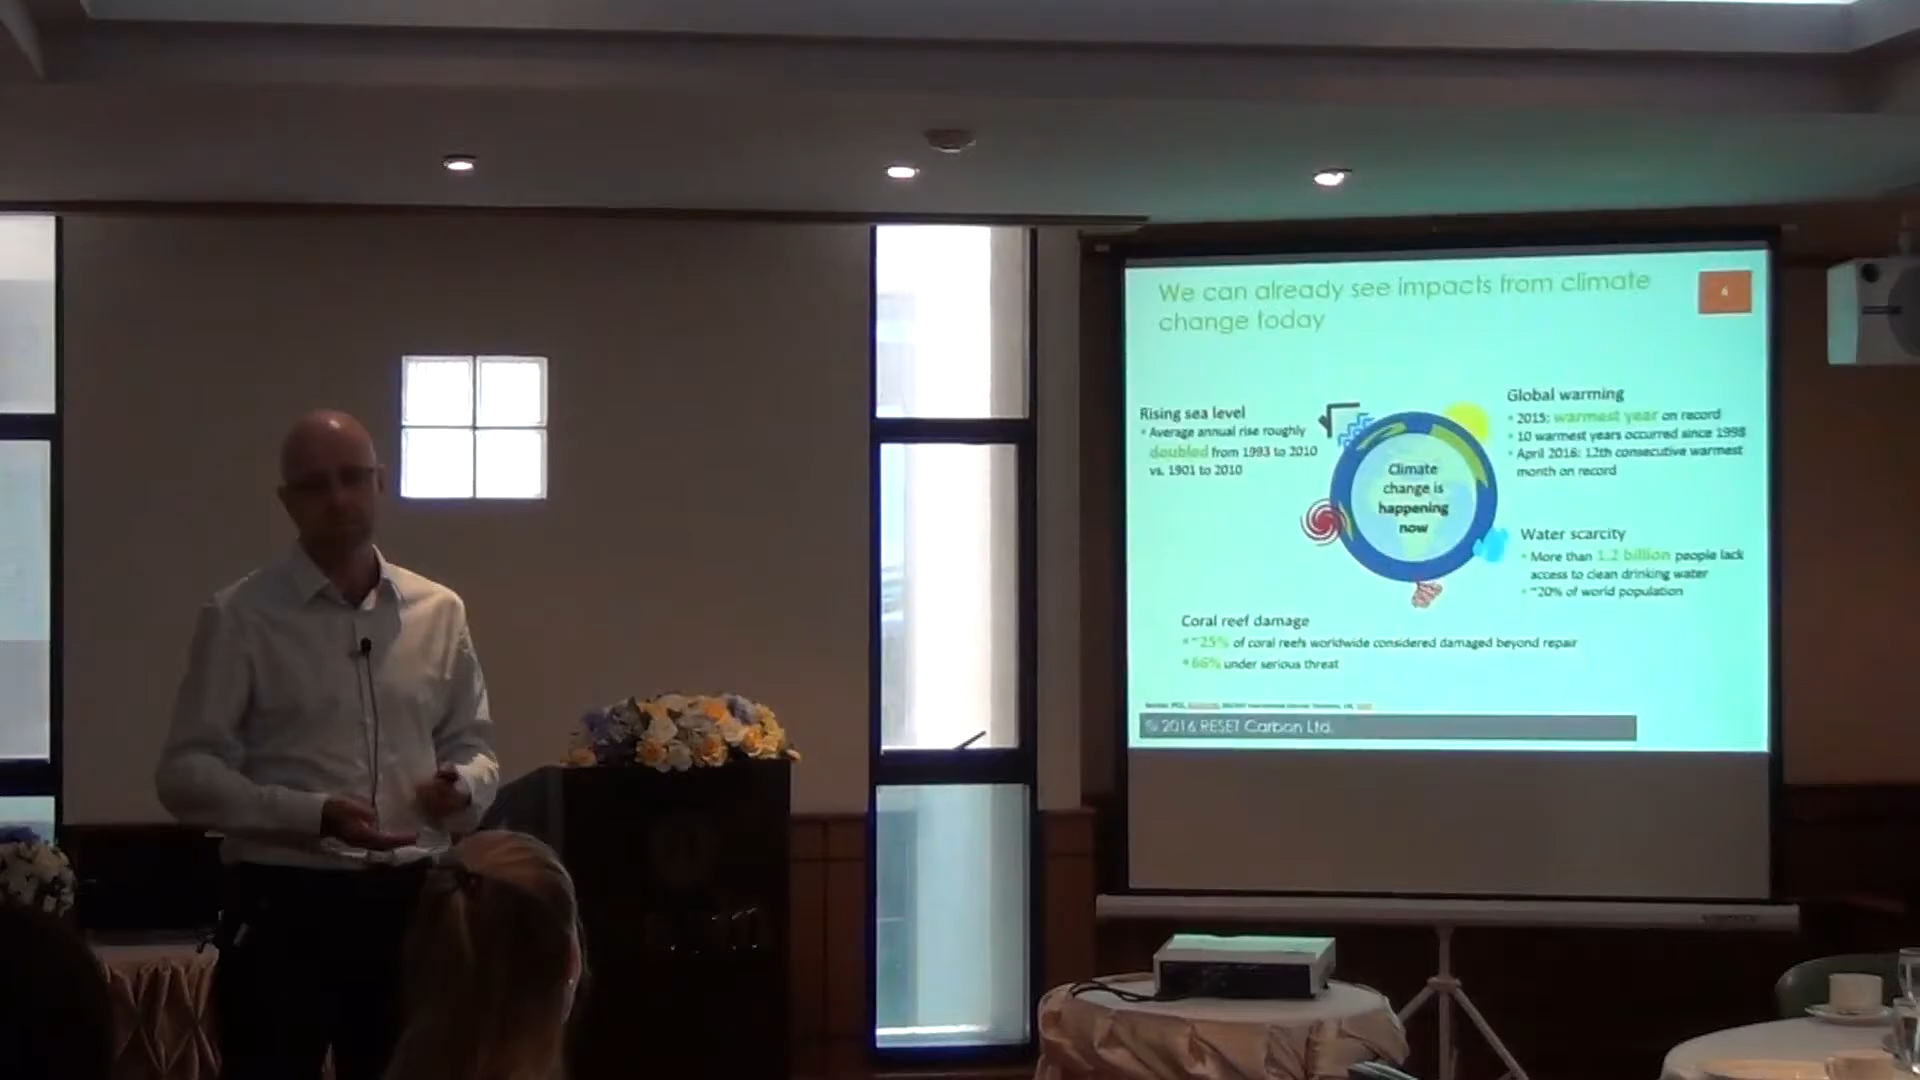 We can already see impacts from climate
change today
Rising sea level
• Average annual rise roughly
doubled from 1993 to 2010
vs. 1901 to 2010
Global warming
• 2015: warmest year on record
• 10 warmest years occurred since 1998
• April 2016: 12th consecutive warmest
month on record
Climate
change is
happening
now
Water scarcity
• More than 1.2 billion people lack
access to clean drinking water
• ~20% of world population
Coral reef damage
• ~25% of coral reefs worldwide considered damaged beyond repair
• 66% under serious threat
© 2016 RESET Carbon Ltd.